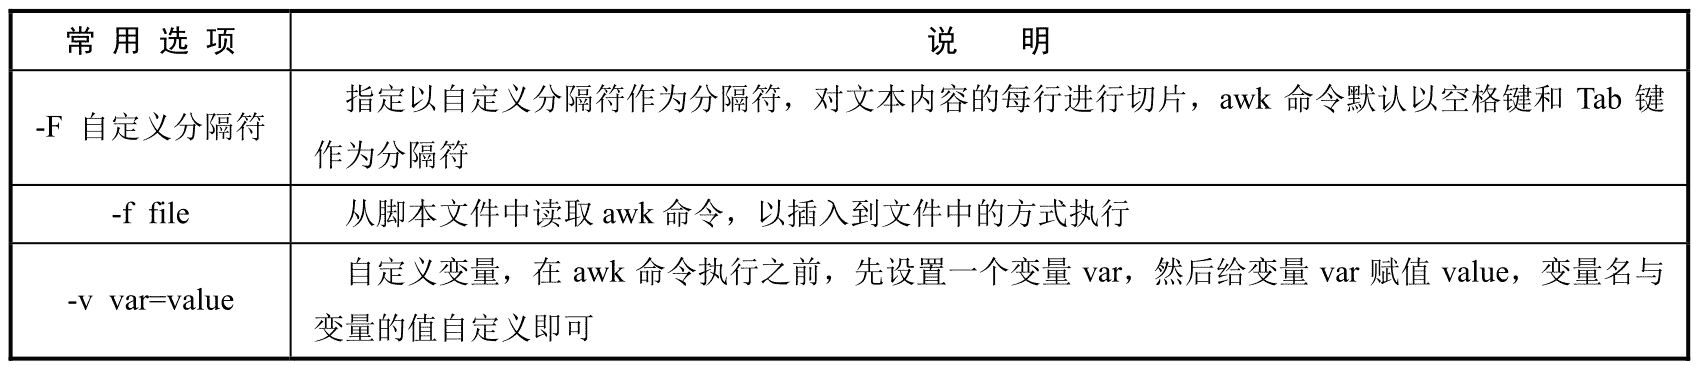 常用选项 说 明
-F 自定义分隔符 指定以自定义分隔符作为分隔符，对文本内容的每行进行切片，awk 命令默认以空格键和 Tab 键
作为分隔符
-f file 从脚本文件中读取 awk 命令，以插入到文件中的方式执行
-v var=value 自定义变量，在 awk 命令执行之前，先设置一个变量 var，然后给变量 var 赋值 value，变量名与
变量的值自定义即可